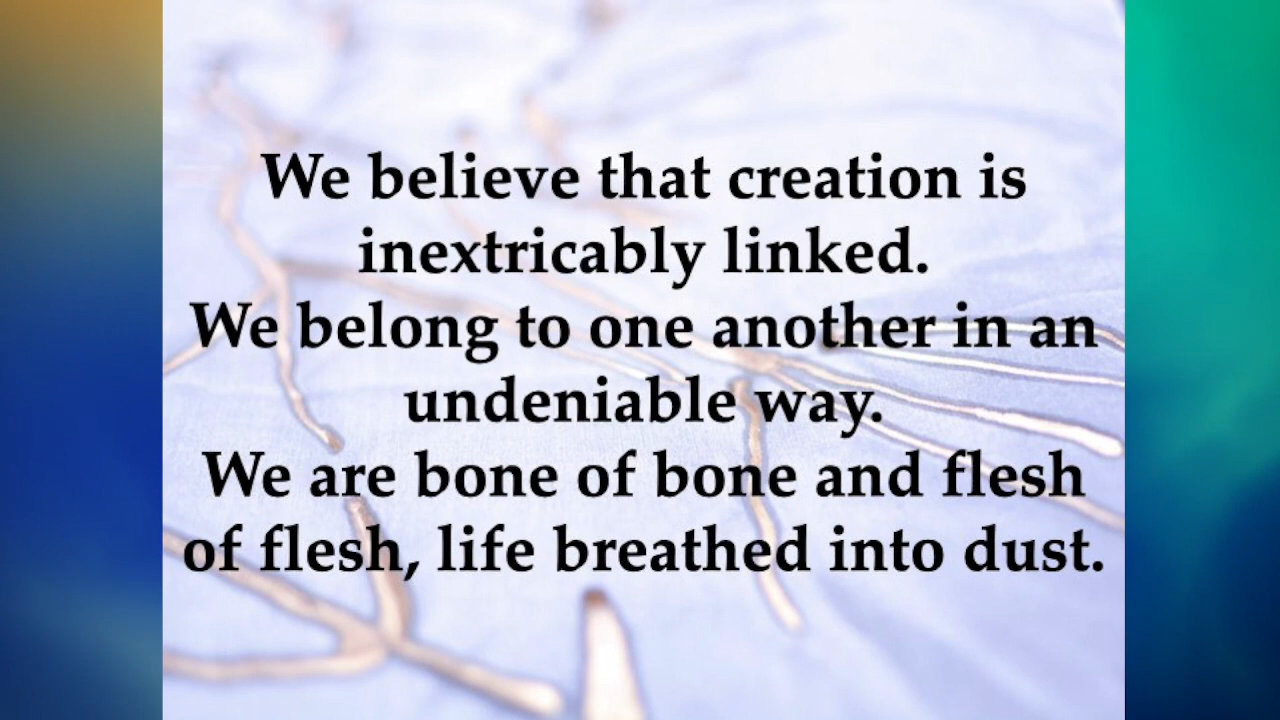 We believe that creation is
inextricably linked.
We belong to one another in an
undeniable way.
We are bone of bone and flesh
of flesh, life breathed into dust.